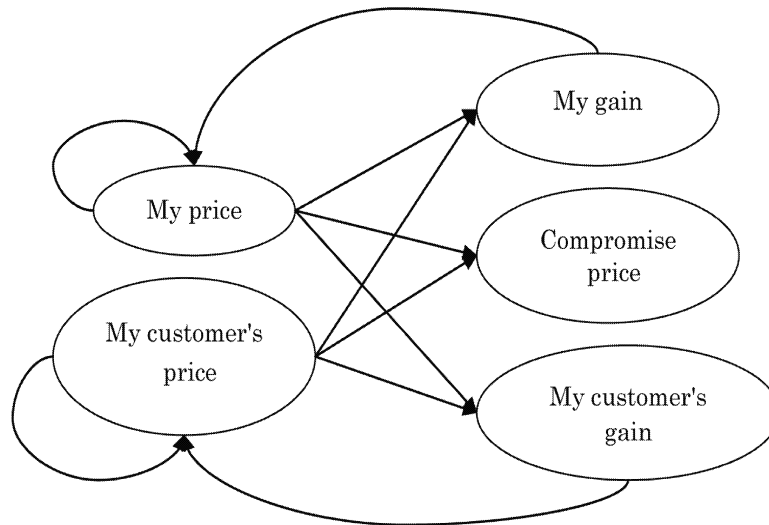 My gain
My price
Compromise
price
My customer's
price
My customer's
gain